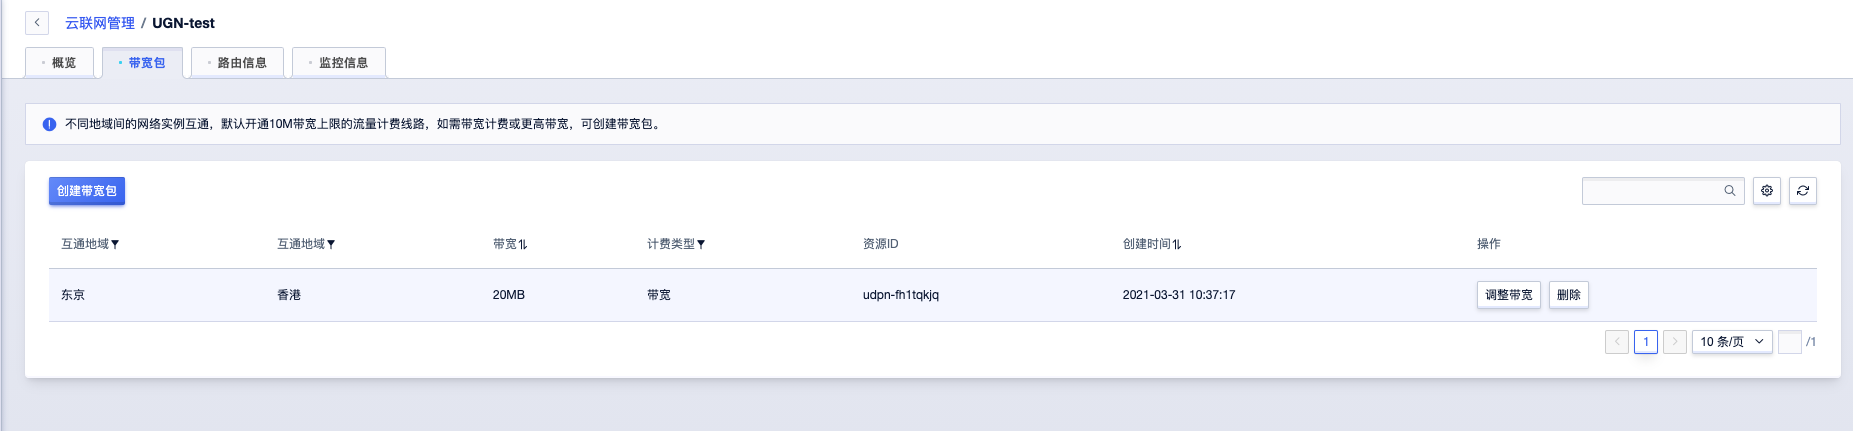 云联网管理 / UGN-test
概览 带宽包 路由信息 监控信息
不同地域间的网络实例互通，默认开通10M带宽上限的流量计费线路，如需带宽计费或更高带宽，可创建带宽包。
创建带宽包
互通地域 互通地域 带宽 计费类型 资源ID 创建时间 操作
东京 香港 20MB 带宽 udpn-fh1tqkjq 2021-03-31 10:37:17 调整带宽 删除
1 10 条/页 /1